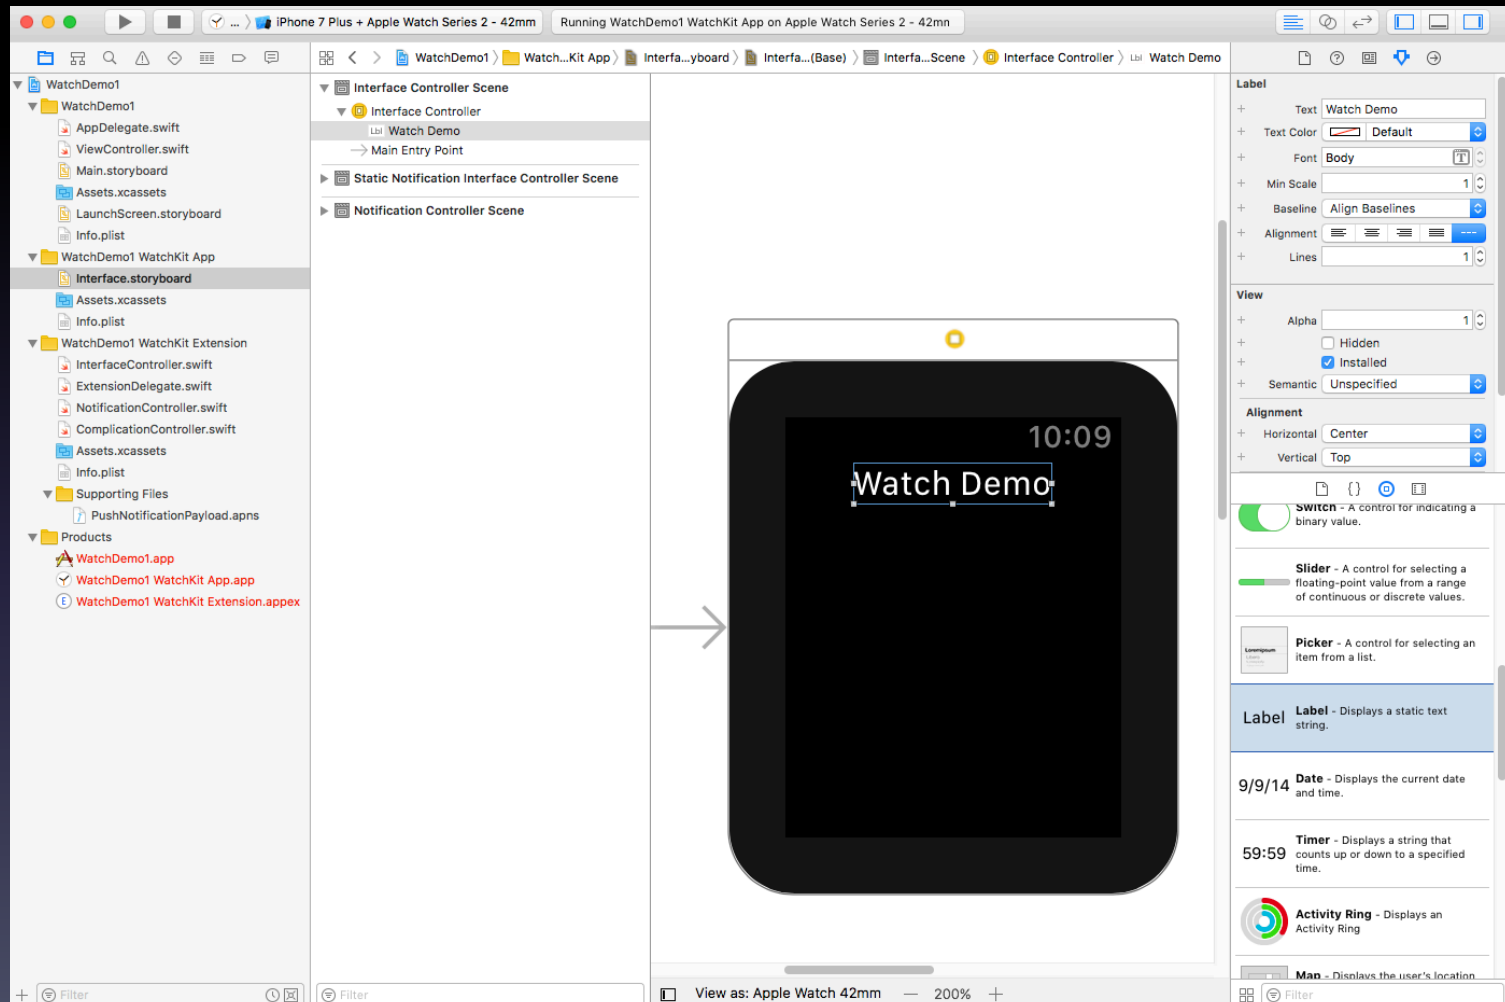 ... iPhone 7 Plus + Apple Watch Series 2 - 42mm
Running WatchDemo1 WatchKit App on Apple Watch Series 2 - 42mn
WatchDemo1
WatchDemo1
AppDelegate.swift
ViewController.swift
Main.storyboard
Assets.xcassets
LaunchScreen.storyboard
Info.plist
WatchDemo1 WatchKit App
Interface.storyboard
Assets.xcassets
Info.plist
WatchDemo1 WatchKit Extension
InterfaceController.swift
ExtensionDelegate.swift
NotificationController.swift
ComplicationController.swift
Assets.xcassets
Info.plist
Supporting Files
PushNotificationPayload.apns
Products
WatchDemo1.app
WatchDemo1 WatchKit App.app
E WatchDemo1 WatchKit Extension.appex
Filter
WatchDemo1 Watch...Kit App Interfa...yboard Interfa...(Base) Interfa...Scene Interface Controller Lbl Watch Demo
Interface Controller Scene
Interface Controller
Lbl Watch Demo
Main Entry Point
Static Notification Interface Controller Scene
Notification Controller Scene
Filter
10:09
Watch Demo
View as: Apple Watch 42mm — 200% +
Label
+ Text Watch Demo
+ Text Color Default
+ Font Body T
+ Min Scale 1
+ Baseline Align Baselines
+ Alignment
+ Lines 1
View
+ Alpha 1
+ Hidden
+ Installed
+ Semantic Unspecified
Alignment
+ Horizontal Center
+ Vertical Top
{}
Switch - A control for indicating a
binary value.
Slider - A control for selecting a
floating-point value from a range
of continuous or discrete values.
Picker - A control for selecting an
item from a list.
Label
Label - Displays a static text
string.
9/9/14
Date - Displays the current date
and time.
59:59
Timer - Displays a string that
counts up or down to a specified
time.
Activity Ring - Displays an
Activity Ring
Map - Displays the user's location
Filter